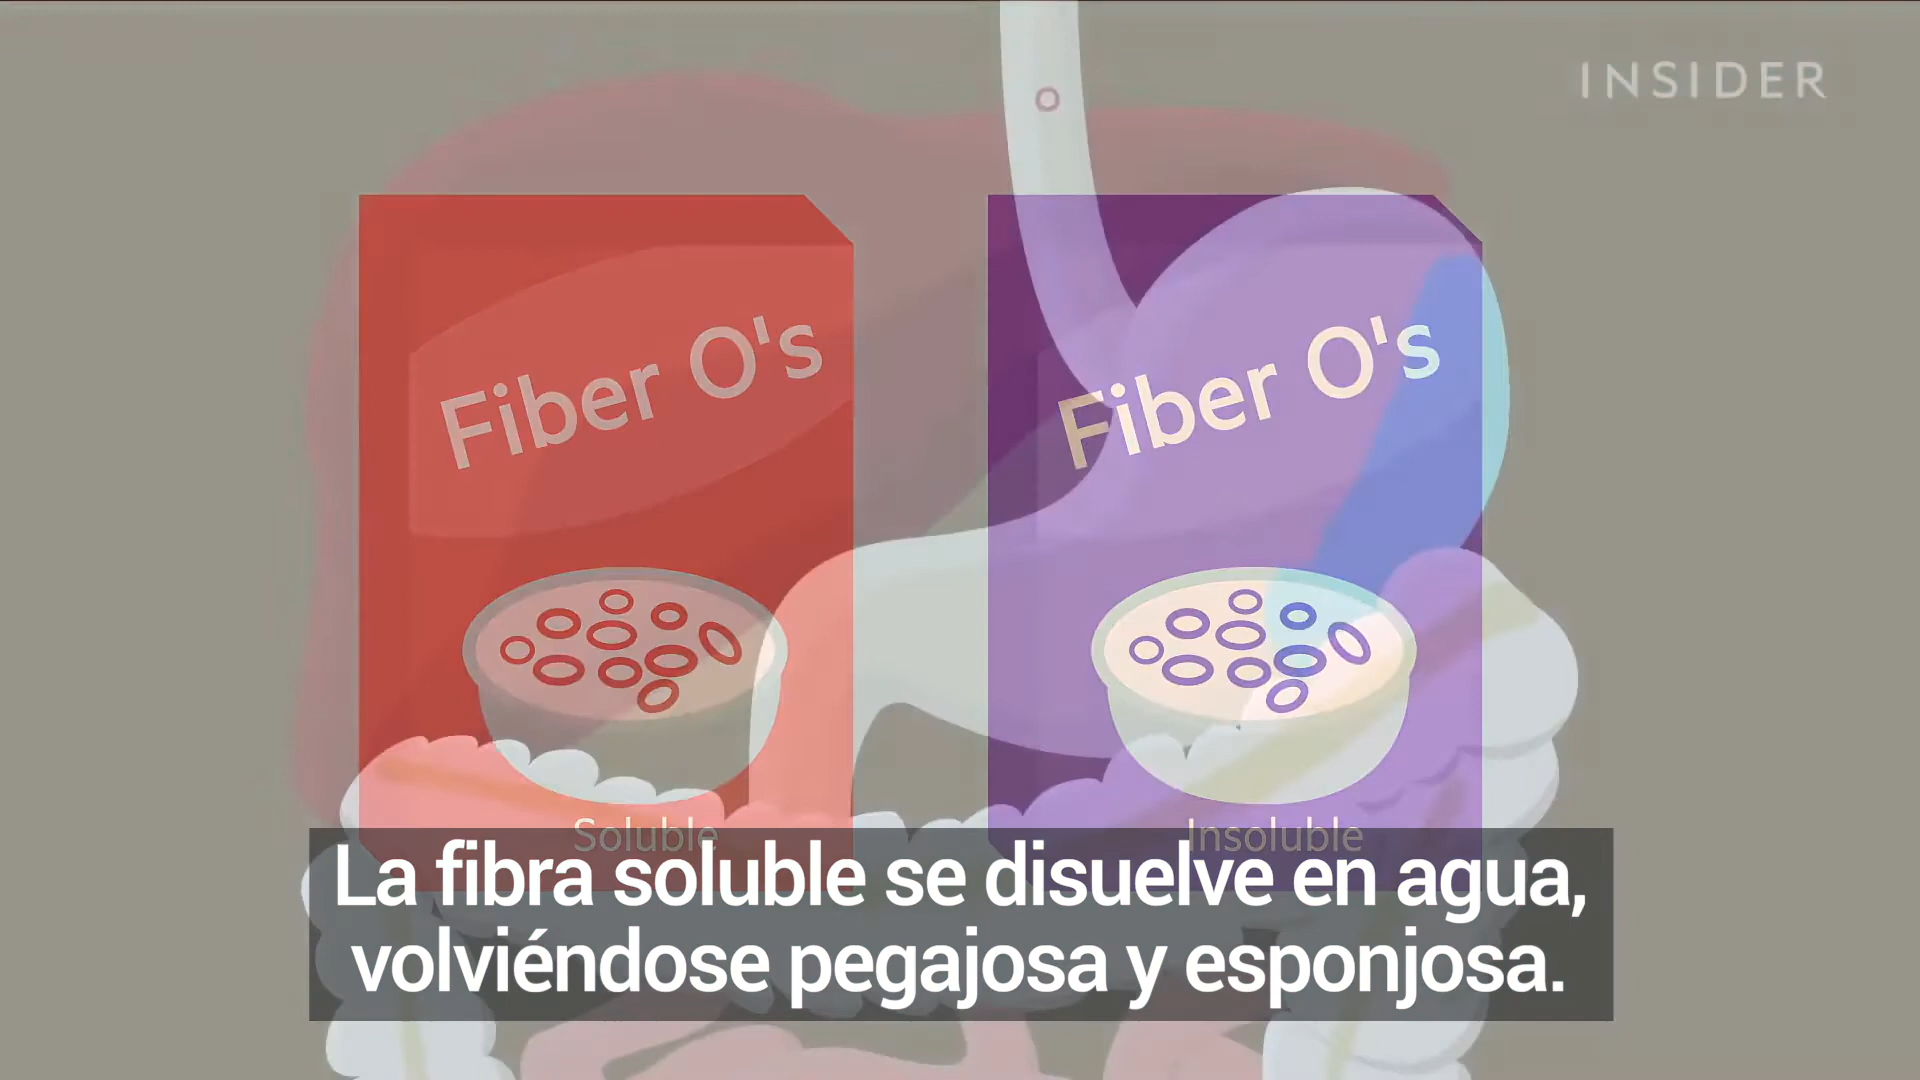 INSIDER
Fiber O's
Fiber O's
Soluble
Insoluble
La fibra soluble se disuelve en agua,
volviéndose pegajosa y esponjosa.